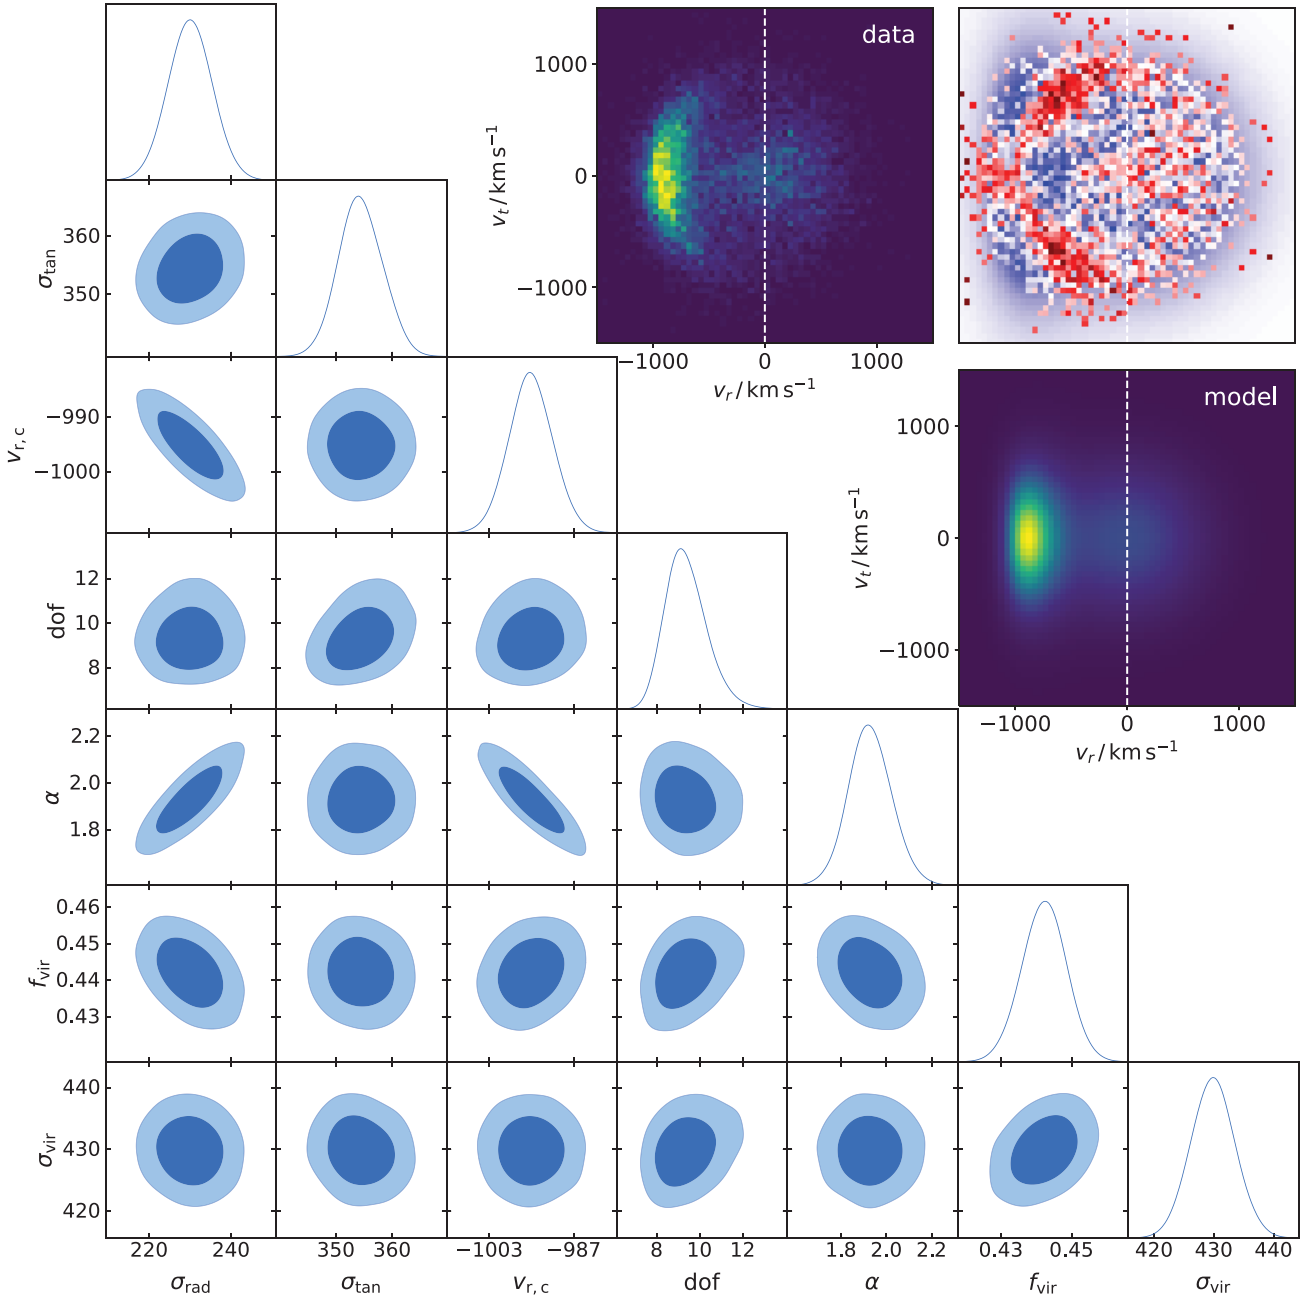 data
1000
0
−1000
v_t / km s⁻¹
−1000 0 1000
v_r / km s⁻¹
model
1000
0
−1000
v_t / km s⁻¹
−1000 0 1000
v_r / km s⁻¹
360
350
σ_tan
−990
−1000
v_r, c
12
10
8
dof
2.2
2.0
1.8
α
0.46
0.45
0.44
0.43
f_vir
440
430
420
σ_vir
220 240 350 360 −1003 −987 8 10 12 1.8 2.0 2.2 0.43 0.45 420 430 440
σ_rad σ_tan v_r, c dof α f_vir σ_vir